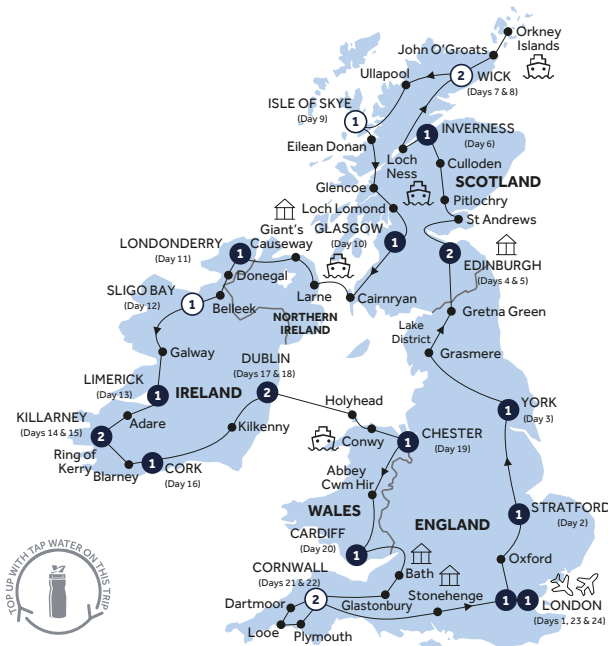 Orkney
Islands
John O'Groats
Ullapool
2
WICK
(Days 7 & 8)
ISLE OF SKYE
(Day 9)
1
Eilean Donan
1
INVERNESS
(Day 6)
Loch
Ness
Culloden
SCOTLAND
Pitlochry
St Andrews
Glencoe
Loch Lomond
GLASGOW
(Day 10)
1
Giant's
Causeway
LONDONDERRY
(Day 11)
1
2
EDINBURGH
(Days 4 & 5)
Donegal
SLIGO BAY
(Day 12)
1
Belleek
Larne
Cairnryan
NORTHERN
IRELAND
Gretna Green
Lake
District
Grasmere
Galway
DUBLIN
(Days 17 & 18)
2
LIMERICK
(Day 13)
1
IRELAND
Adare
KILLARNEY
(Days 14 & 15)
2
Ring of
Kerry
Blarney
1
CORK
(Day 16)
Kilkenny
Holyhead
Conwy
1
CHESTER
(Day 19)
1
YORK
(Day 3)
Abbey
Cwm Hir
WALES
ENGLAND
1
STRATFORD
(Day 2)
CARDIFF
(Day 20)
1
Oxford
Bath
CORNWALL
(Days 21 & 22)
2
Glastonbury
Stonehenge
1
1
LONDON
(Days 1, 23 & 24)
Dartmoor
Looe
Plymouth
TOP UP WITH TAP WATER ON THIS TRIP